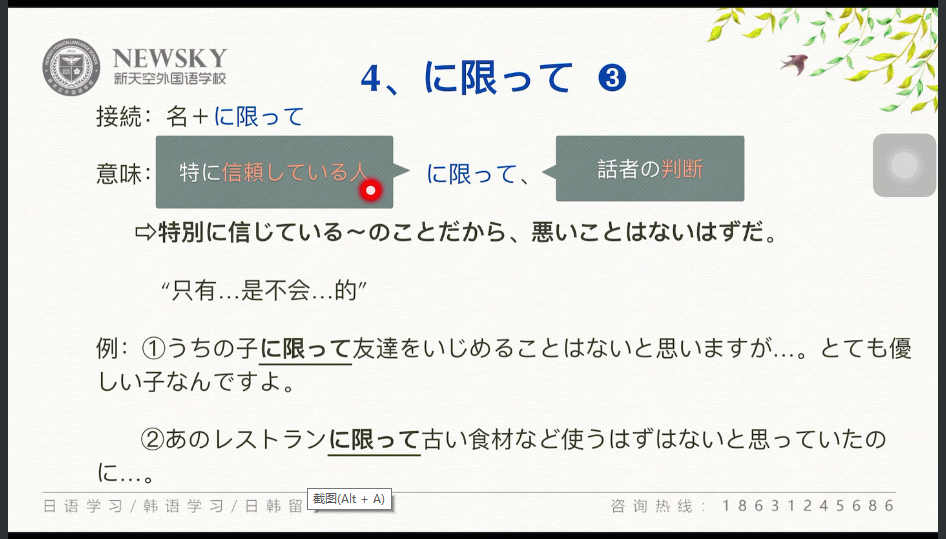 NEWSKY
新天空外国语学校
4、に限って ❸
接続：名＋に限って
意味：特に信頼している人 に限って、 話者の判断
⇨特別に信じている～のことだから、悪いことはないはずだ。
“只有…是不会…的”
例：①うちの子に限って友達をいじめることはないと思いますが…。とても優
しい子なんですよ。
②あのレストランに限って古い食材など使うはずはないと思っていたの
に…。
日语学习/韩语学习/日韩留
截图(Alt + A)
咨询热线：18631245686